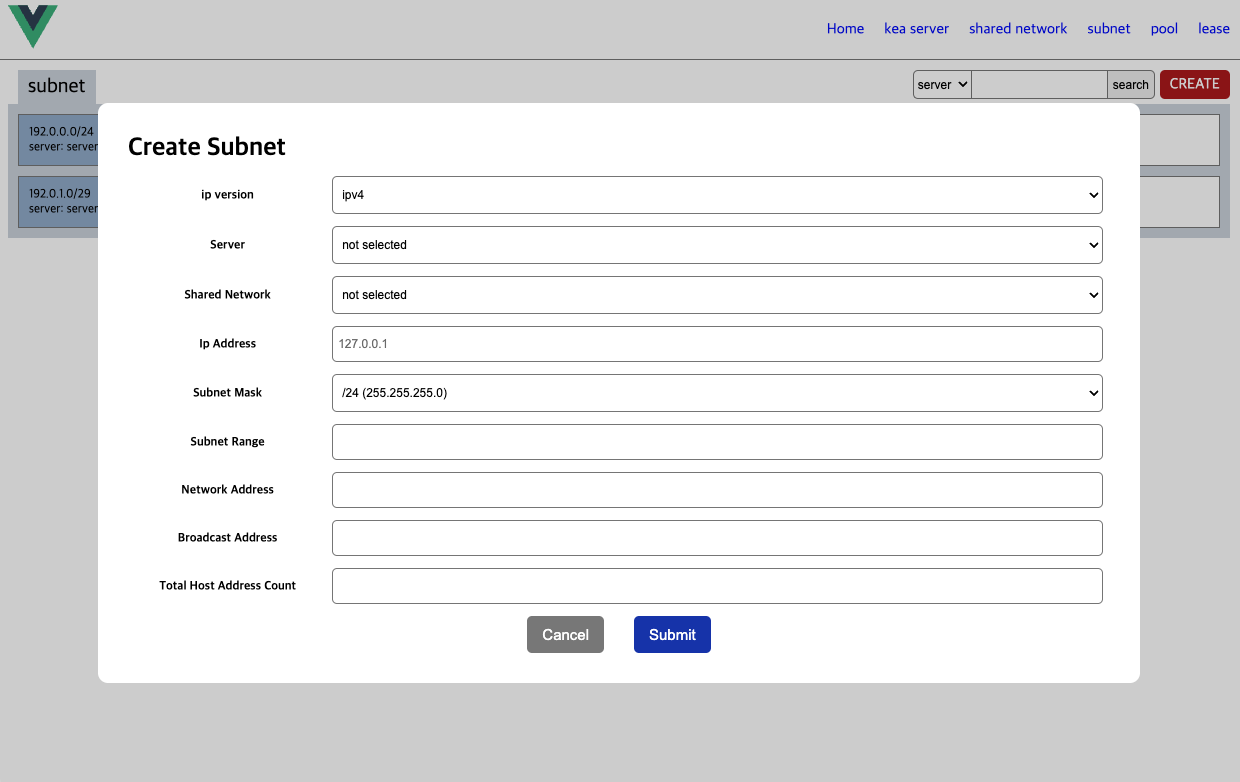 Home kea server shared network subnet pool lease
subnet
server search CREATE
192.0.0.0/24
server: server
192.0.1.0/29
server: server
Create Subnet
ip version ipv4
Server not selected
Shared Network not selected
Ip Address 127.0.0.1
Subnet Mask /24 (255.255.255.0)
Subnet Range
Network Address
Broadcast Address
Total Host Address Count
Cancel Submit